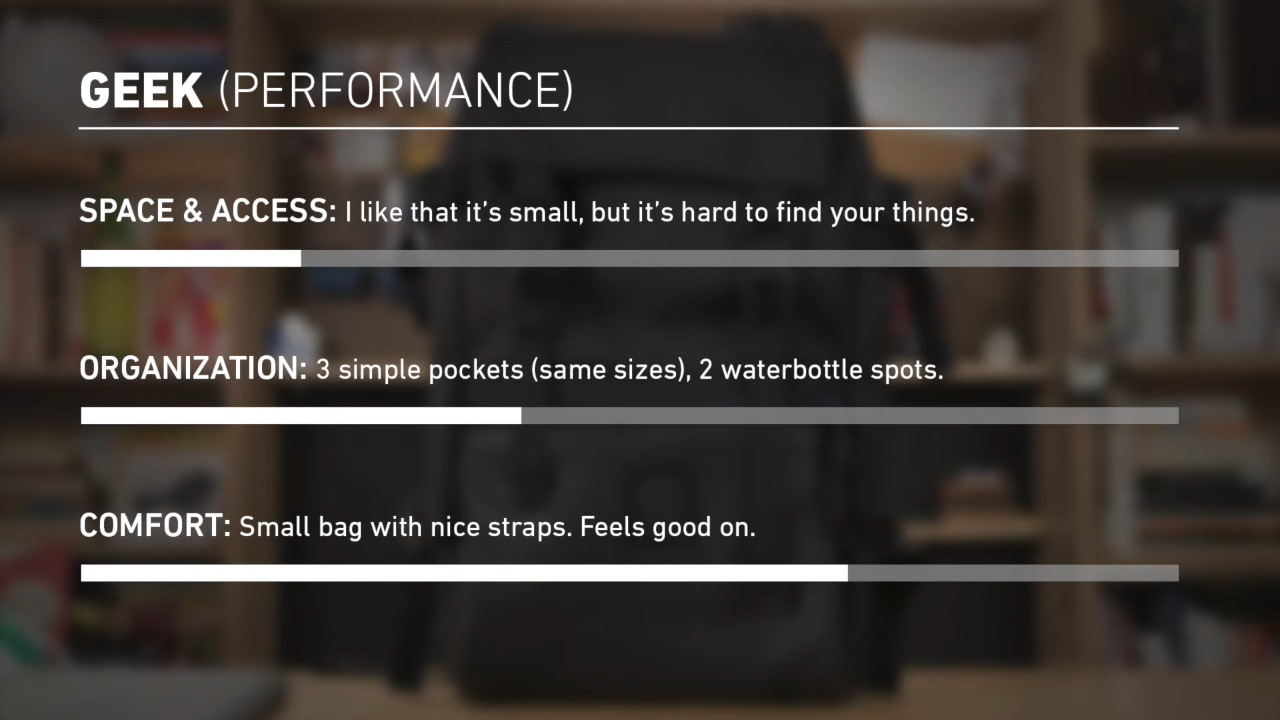 GEEK (PERFORMANCE)
SPACE & ACCESS: I like that it's small, but it's hard to find your things.
ORGANIZATION: 3 simple pockets (same sizes), 2 waterbottle spots.
COMFORT: Small bag with nice straps. Feels good on.